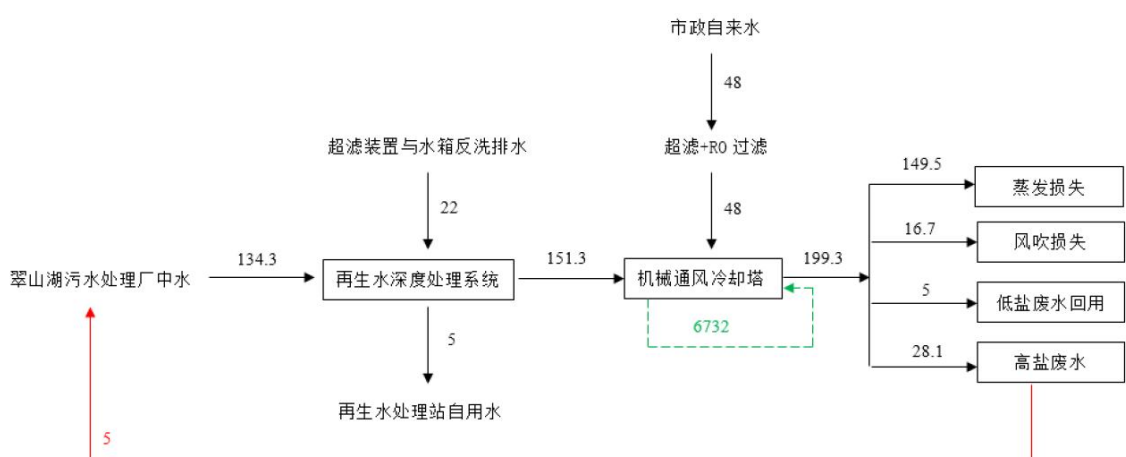 市政自来水
48
超滤装置与水箱反洗排水
超滤+RO 过滤
149.5
蒸发损失
22
48
16.7
风吹损失
翠山湖污水处理厂中水
134.3
再生水深度处理系统
151.3
机械通风冷却塔
199.3
5
低盐废水回用
6732
5
28.1
高盐废水
再生水处理站自用水
5